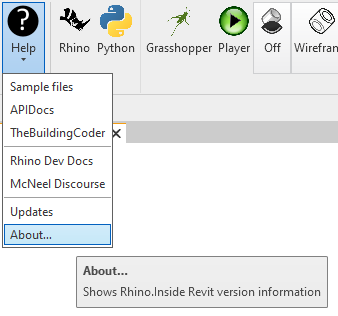 Help Rhino Python Grasshopper Player Off Wirefram
Sample files
APIDocs
TheBuildingCoder
Rhino Dev Docs
McNeel Discourse
Updates
About...
About...
Shows Rhino.Inside Revit version information